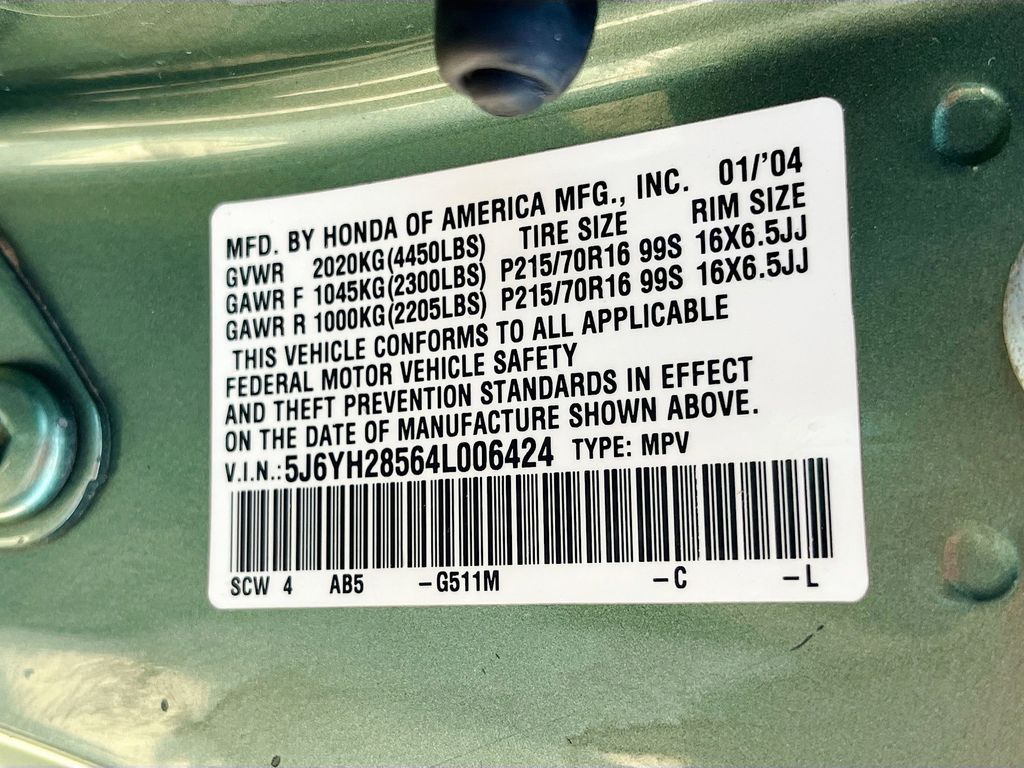 MFD. BY HONDA OF AMERICA MFG., INC. 01/'04
GVWR 2020KG(4450LBS) TIRE SIZE RIM SIZE
GAWR F 1045KG(2300LBS) P215/70R16 99S 16X6.5JJ
GAWR R 1000KG(2205LBS) P215/70R16 99S 16X6.5JJ
THIS VEHICLE CONFORMS TO ALL APPLICABLE
FEDERAL MOTOR VEHICLE SAFETY
AND THEFT PREVENTION STANDARDS IN EFFECT
ON THE DATE OF MANUFACTURE SHOWN ABOVE.
V.I.N.: 5J6YH28564L006424 TYPE: MPV
SCW 4 AB5 -G511M -C -L